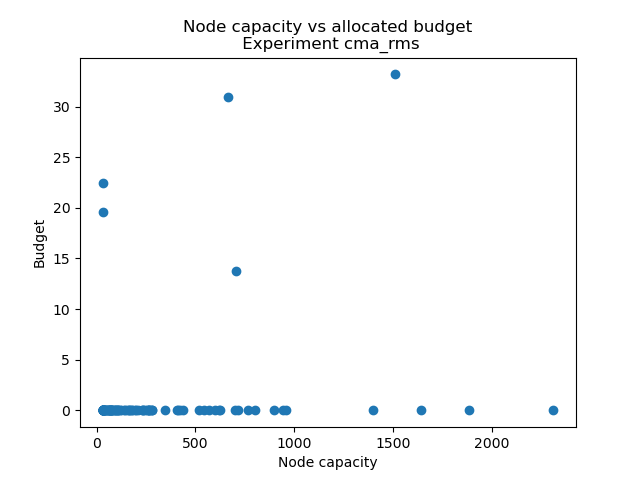 Node capacity vs allocated budget
Experiment cma_rms
30
25
20
15
10
5
0
Budget
0 500 1000 1500 2000
Node capacity